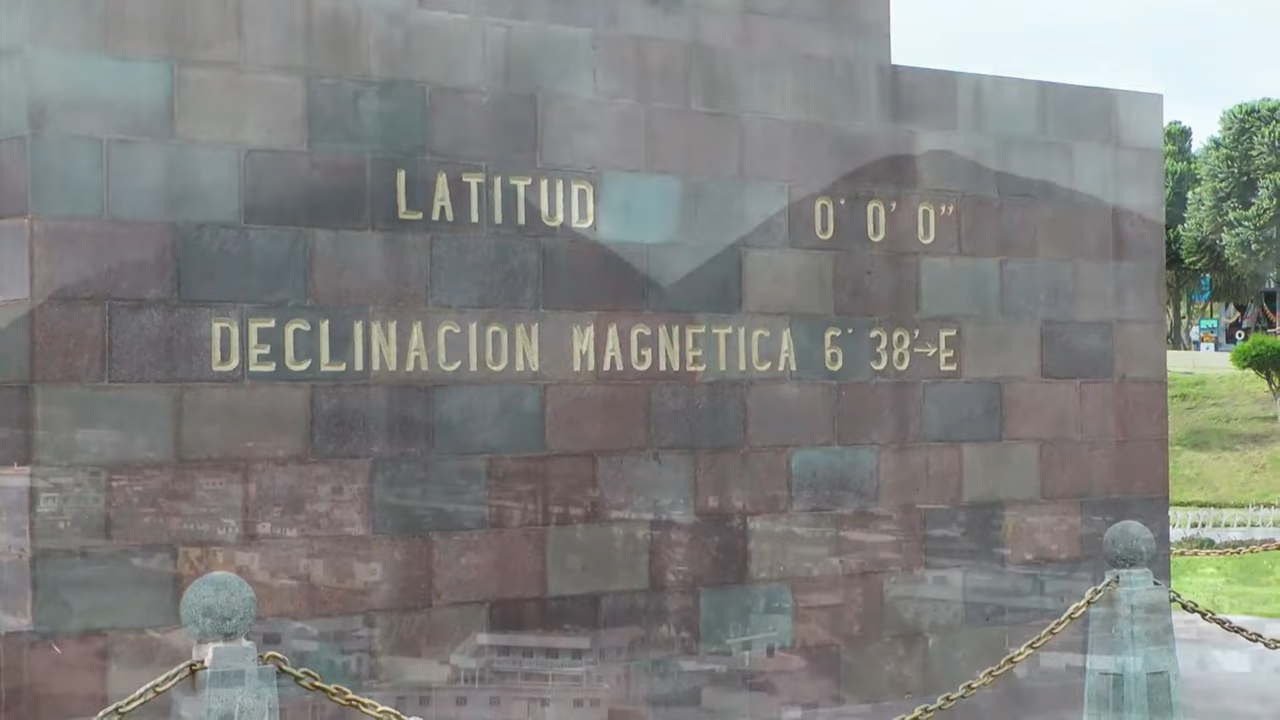 LATITUD 0° 0' 0"
DECLINACION MAGNETICA 6° 38'→E